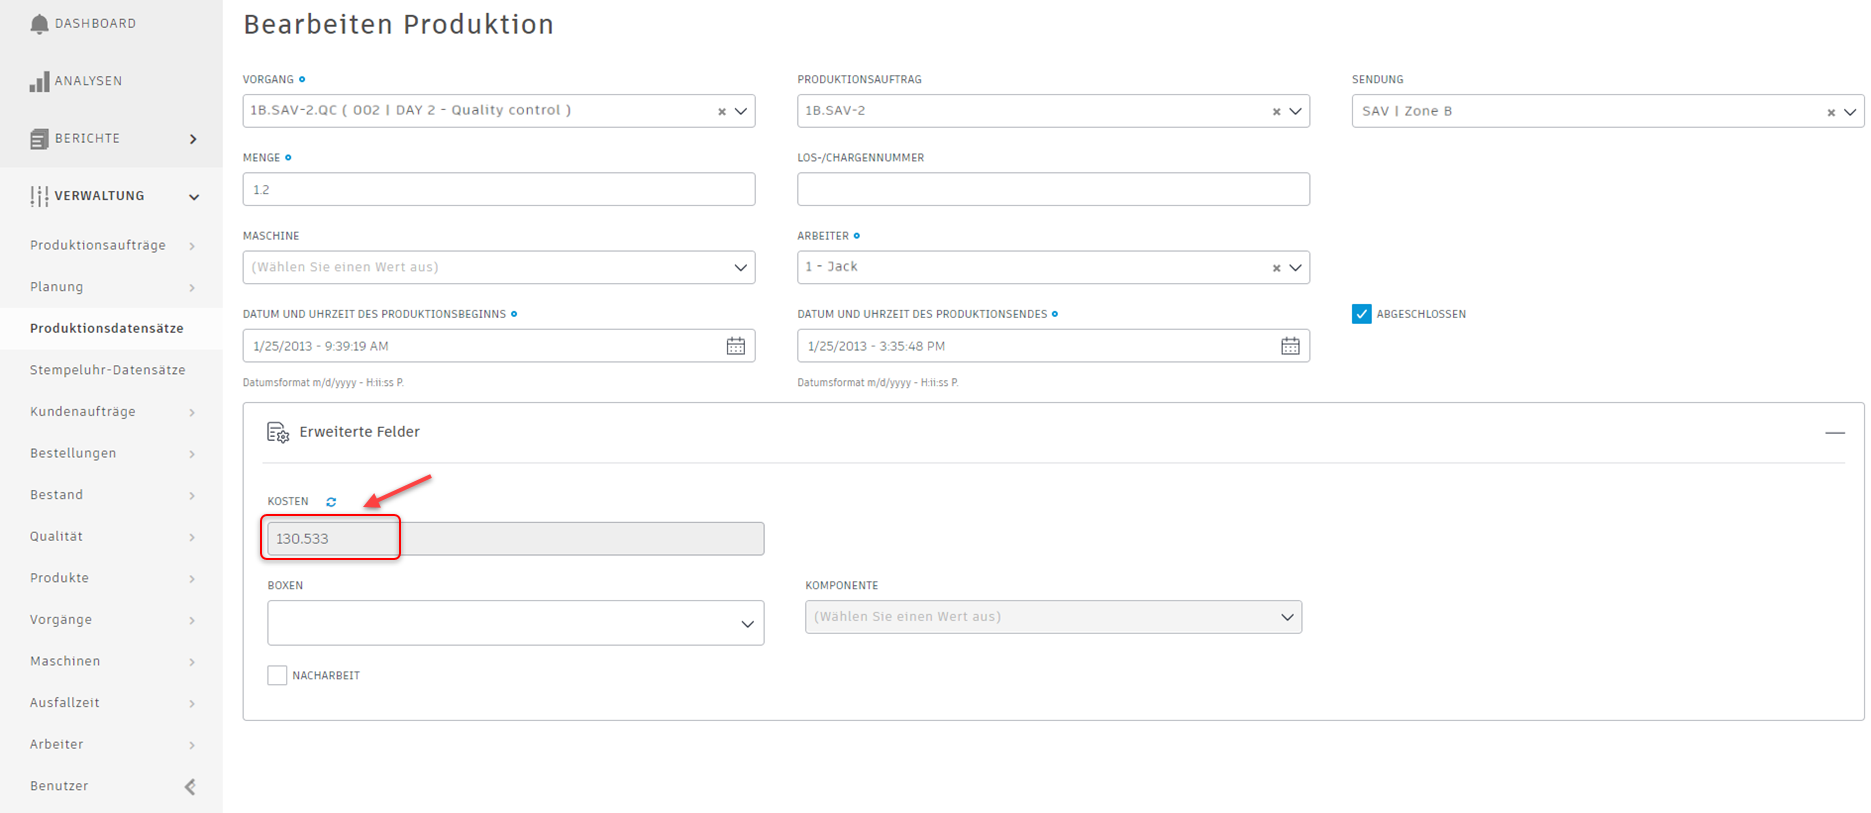 DASHBOARD
ANALYSEN
BERICHTE
VERWALTUNG
Produktionsaufträge
Planung
Produktionsdatensätze
Stempeluhr-Datensätze
Kundenaufträge
Bestellungen
Bestand
Qualität
Produkte
Vorgänge
Maschinen
Ausfallzeit
Arbeiter
Benutzer
Bearbeiten Produktion
VORGANG
1B.SAV-2.QC ( 002 | DAY 2 - Quality control )
PRODUKTIONSAUFTRAG
1B.SAV-2
SENDUNG
SAV | Zone B
MENGE
1.2
LOS-/CHARGENNUMMER
MASCHINE
(Wählen Sie einen Wert aus)
ARBEITER
1 - Jack
DATUM UND UHRZEIT DES PRODUKTIONSBEGINNS
1/25/2013 - 9:39:19 AM
Datumsformat m/d/yyyy - H:ii:ss P.
DATUM UND UHRZEIT DES PRODUKTIONSENDES
1/25/2013 - 3:35:48 PM
Datumsformat m/d/yyyy - H:ii:ss P.
ABGESCHLOSSEN
Erweiterte Felder
KOSTEN
130.533
BOXEN
KOMPONENTE
(Wählen Sie einen Wert aus)
NACHARBEIT